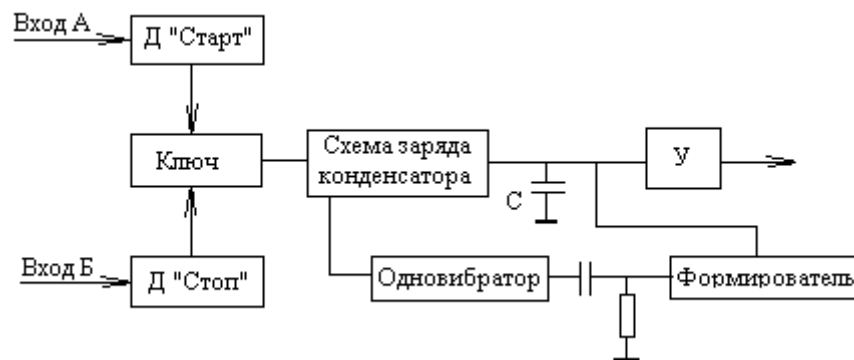 Вход А
Д "Старт"
Ключ
Схема заряда
конденсатора
У
С
Вход Б
Д "Стоп"
Одновибратор
Формирователь